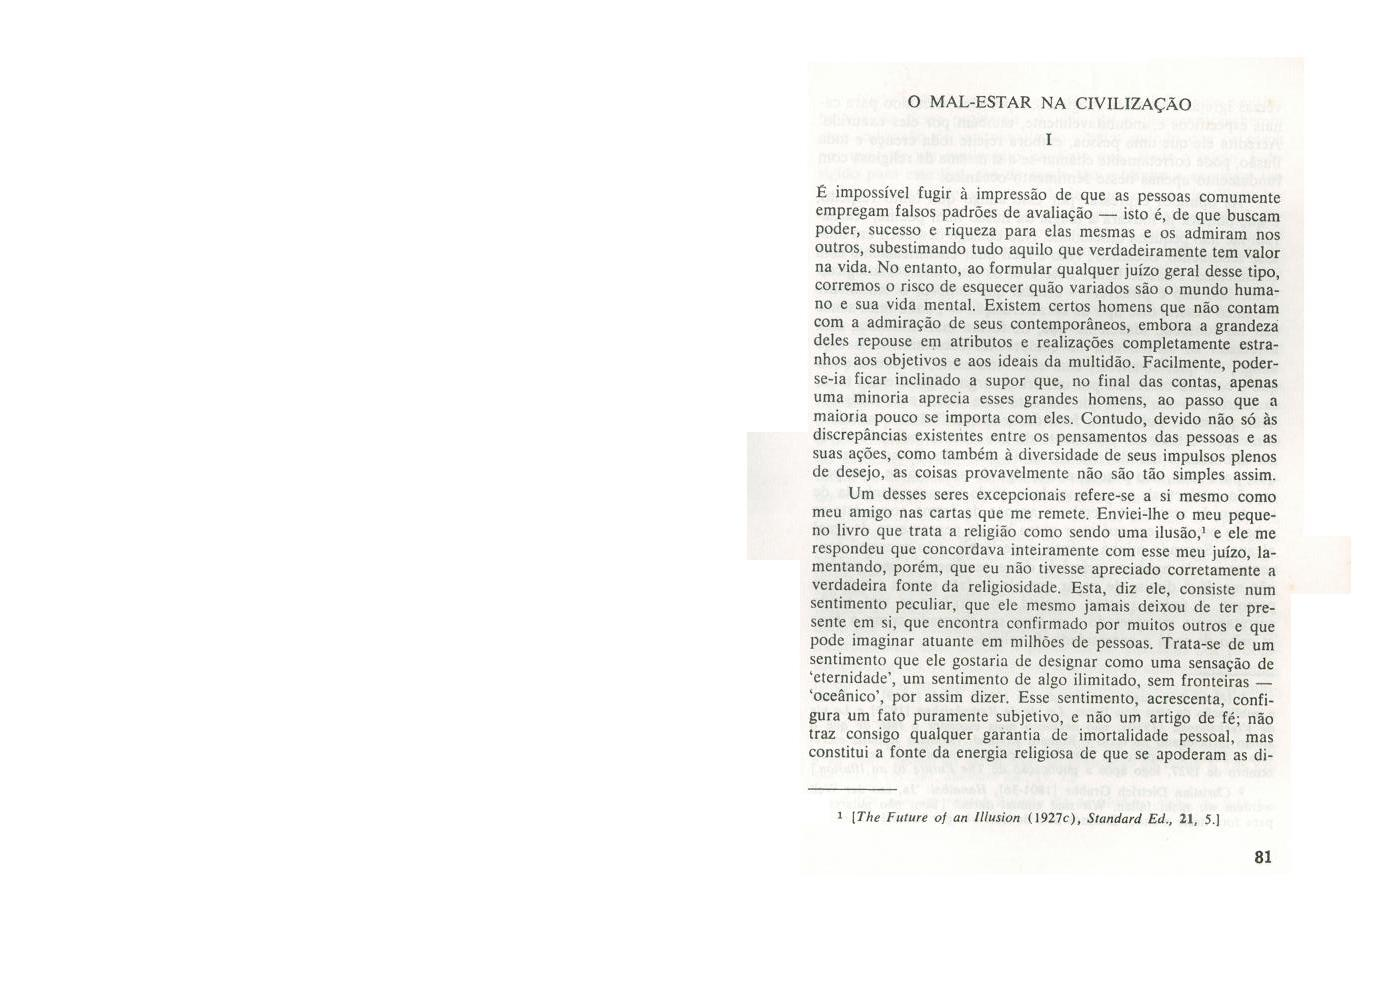 O MAL-ESTAR NA CIVILIZAÇÃO
I
É impossível fugir à impressão de que as pessoas comumente
empregam falsos padrões de avaliação — isto é, de que buscam
poder, sucesso e riqueza para elas mesmas e os admiram nos
outros, subestimando tudo aquilo que verdadeiramente tem valor
na vida. No entanto, ao formular qualquer juízo geral desse tipo,
corremos o risco de esquecer quão variados são o mundo huma-
no e sua vida mental. Existem certos homens que não contam
com a admiração de seus contemporâneos, embora a grandeza
deles repouse em atributos e realizações completamente estra-
nhos aos objetivos e aos ideais da multidão. Facilmente, poder-
se-ia ficar inclinado a supor que, no final das contas, apenas
uma minoria aprecia esses grandes homens, ao passo que a
maioria pouco se importa com eles. Contudo, devido não só às
discrepâncias existentes entre os pensamentos das pessoas e as
suas ações, como também à diversidade de seus impulsos plenos
de desejo, as coisas provavelmente não são tão simples assim.
Um desses seres excepcionais refere-se a si mesmo como
meu amigo nas cartas que me remete. Enviei-lhe o meu peque-
no livro que trata a religião como sendo uma ilusão,¹ e ele me
respondeu que concordava inteiramente com esse meu juízo, la-
mentando, porém, que eu não tivesse apreciado corretamente a
verdadeira fonte da religiosidade. Esta, diz ele, consiste num
sentimento peculiar, que ele mesmo jamais deixou de ter pre-
sente em si, que encontra confirmado por muitos outros e que
pode imaginar atuante em milhões de pessoas. Trata-se de um
sentimento que ele gostaria de designar como uma sensação de
‘eternidade’, um sentimento de algo ilimitado, sem fronteiras —
‘oceânico’, por assim dizer. Esse sentimento, acrescenta, confi-
gura um fato puramente subjetivo, e não um artigo de fé; não
traz consigo qualquer garantia de imortalidade pessoal, mas
constitui a fonte da energia religiosa de que se apoderam as di-
¹ [The Future of an Illusion (1927c), Standard Ed., 21, 5.]
81